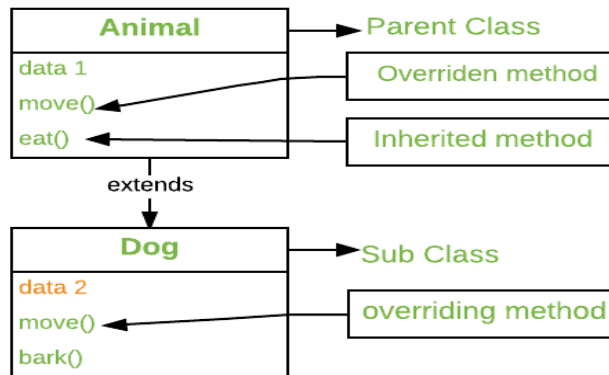 Animal
Parent Class
data 1
Overriden method
move()
eat()
Inherited method
extends
Dog
Sub Class
data 2
move()
overriding method
bark()